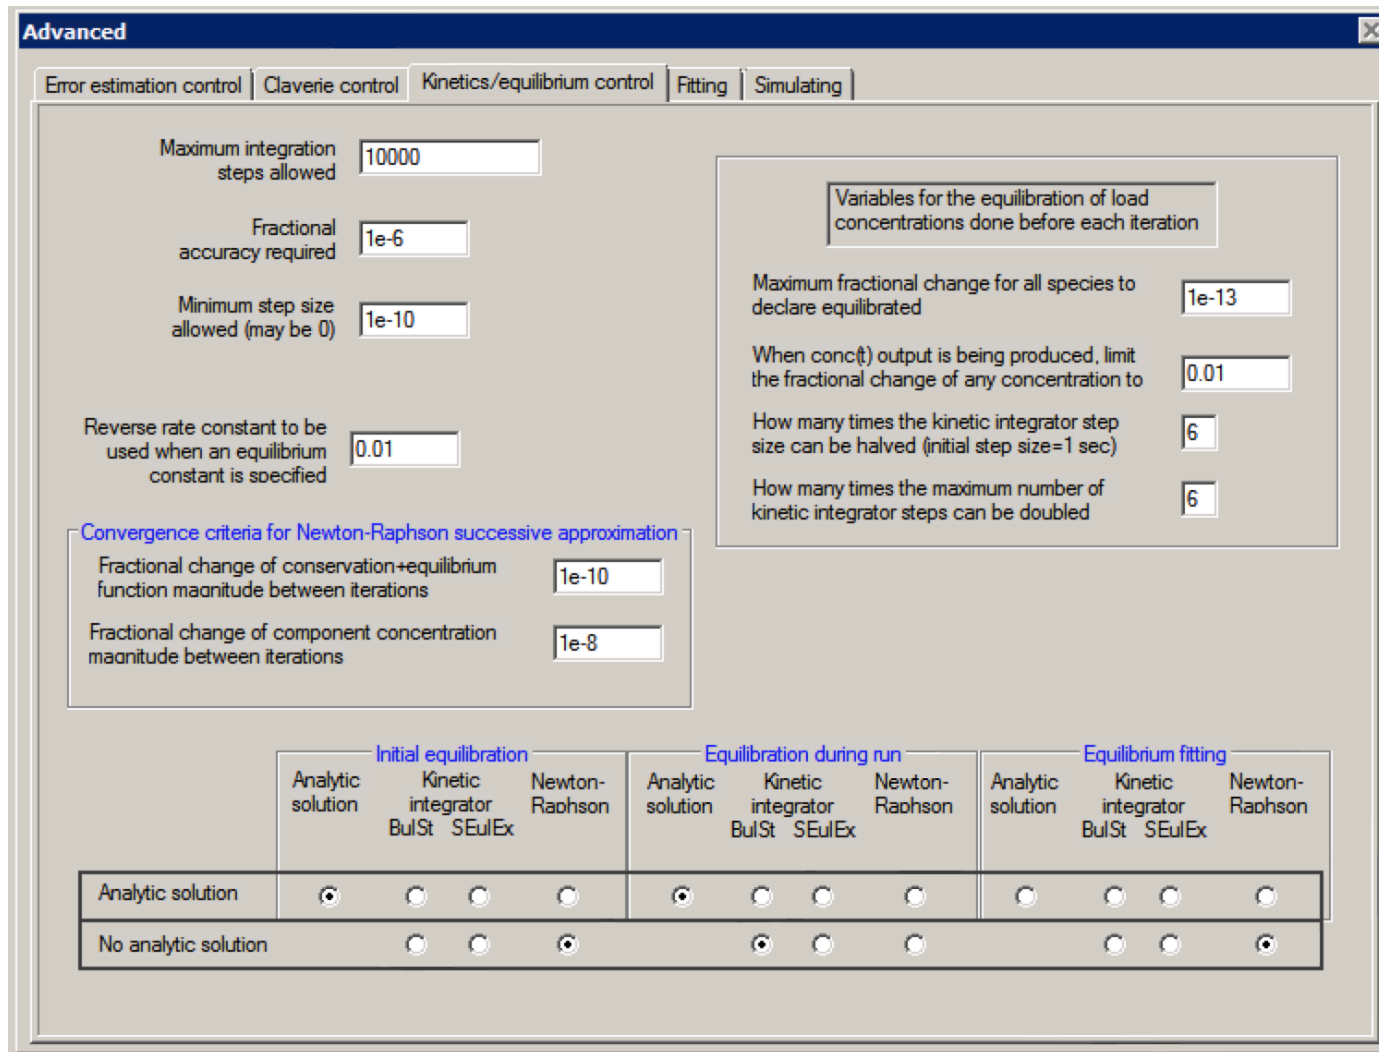 Advanced
Error estimation control
Claverie control
Kinetics/equilibrium control
Fitting
Simulating
Maximum integration
steps allowed
10000
Fractional
accuracy required
1e-6
Minimum step size
allowed (may be 0)
1e-10
Reverse rate constant to be
used when an equilibrium
constant is specified
0.01
Variables for the equilibration of load
concentrations done before each iteration
Maximum fractional change for all species to
declare equilibrated
1e-13
When conc(t) output is being produced, limit
the fractional change of any concentration to
0.01
How many times the kinetic integrator step
size can be halved (initial step size=1 sec)
6
How many times the maximum number of
kinetic integrator steps can be doubled
6
Convergence criteria for Newton-Raphson successive approximation
Fractional change of conservation+equilibrium
function magnitude between iterations
1e-10
Fractional change of component concentration
magnitude between iterations
1e-8
Initial equilibration
Analytic
solution
Kinetic
integrator
BulSt SEulEx
Newton-
Raphson
Equilibration during run
Analytic
solution
Kinetic
integrator
BulSt SEulEx
Newton-
Raphson
Equilibrium fitting
Analytic
solution
Kinetic
integrator
BulSt SEulEx
Newton-
Raphson
Analytic solution
No analytic solution